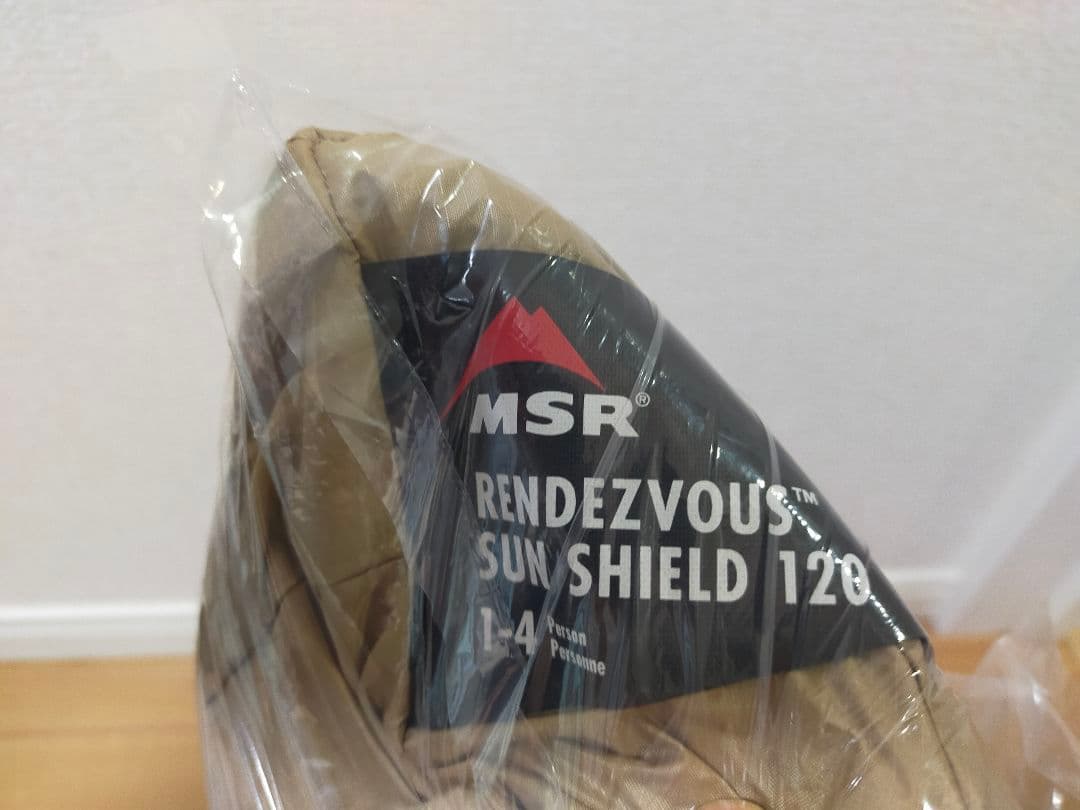 MSR®
RENDEZVOUS™
SUN SHIELD 120
1-4 Person
Personne